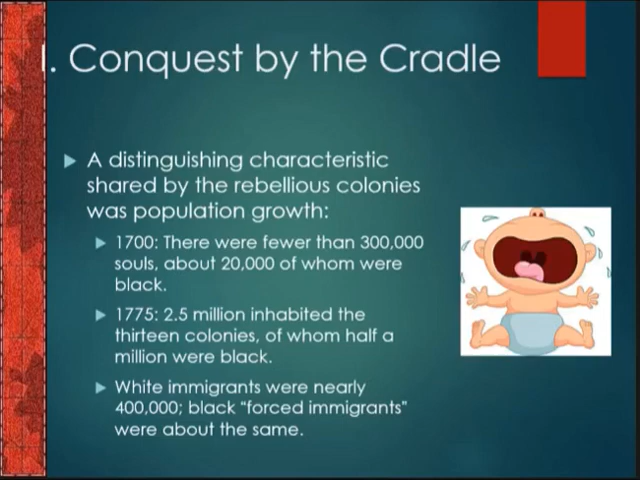 I. Conquest by the Cradle
A distinguishing characteristic
shared by the rebellious colonies
was population growth:
1700: There were fewer than 300,000
souls, about 20,000 of whom were
black.
1775: 2.5 million inhabited the
thirteen colonies, of whom half a
million were black.
White immigrants were nearly
400,000; black "forced immigrants"
were about the same.